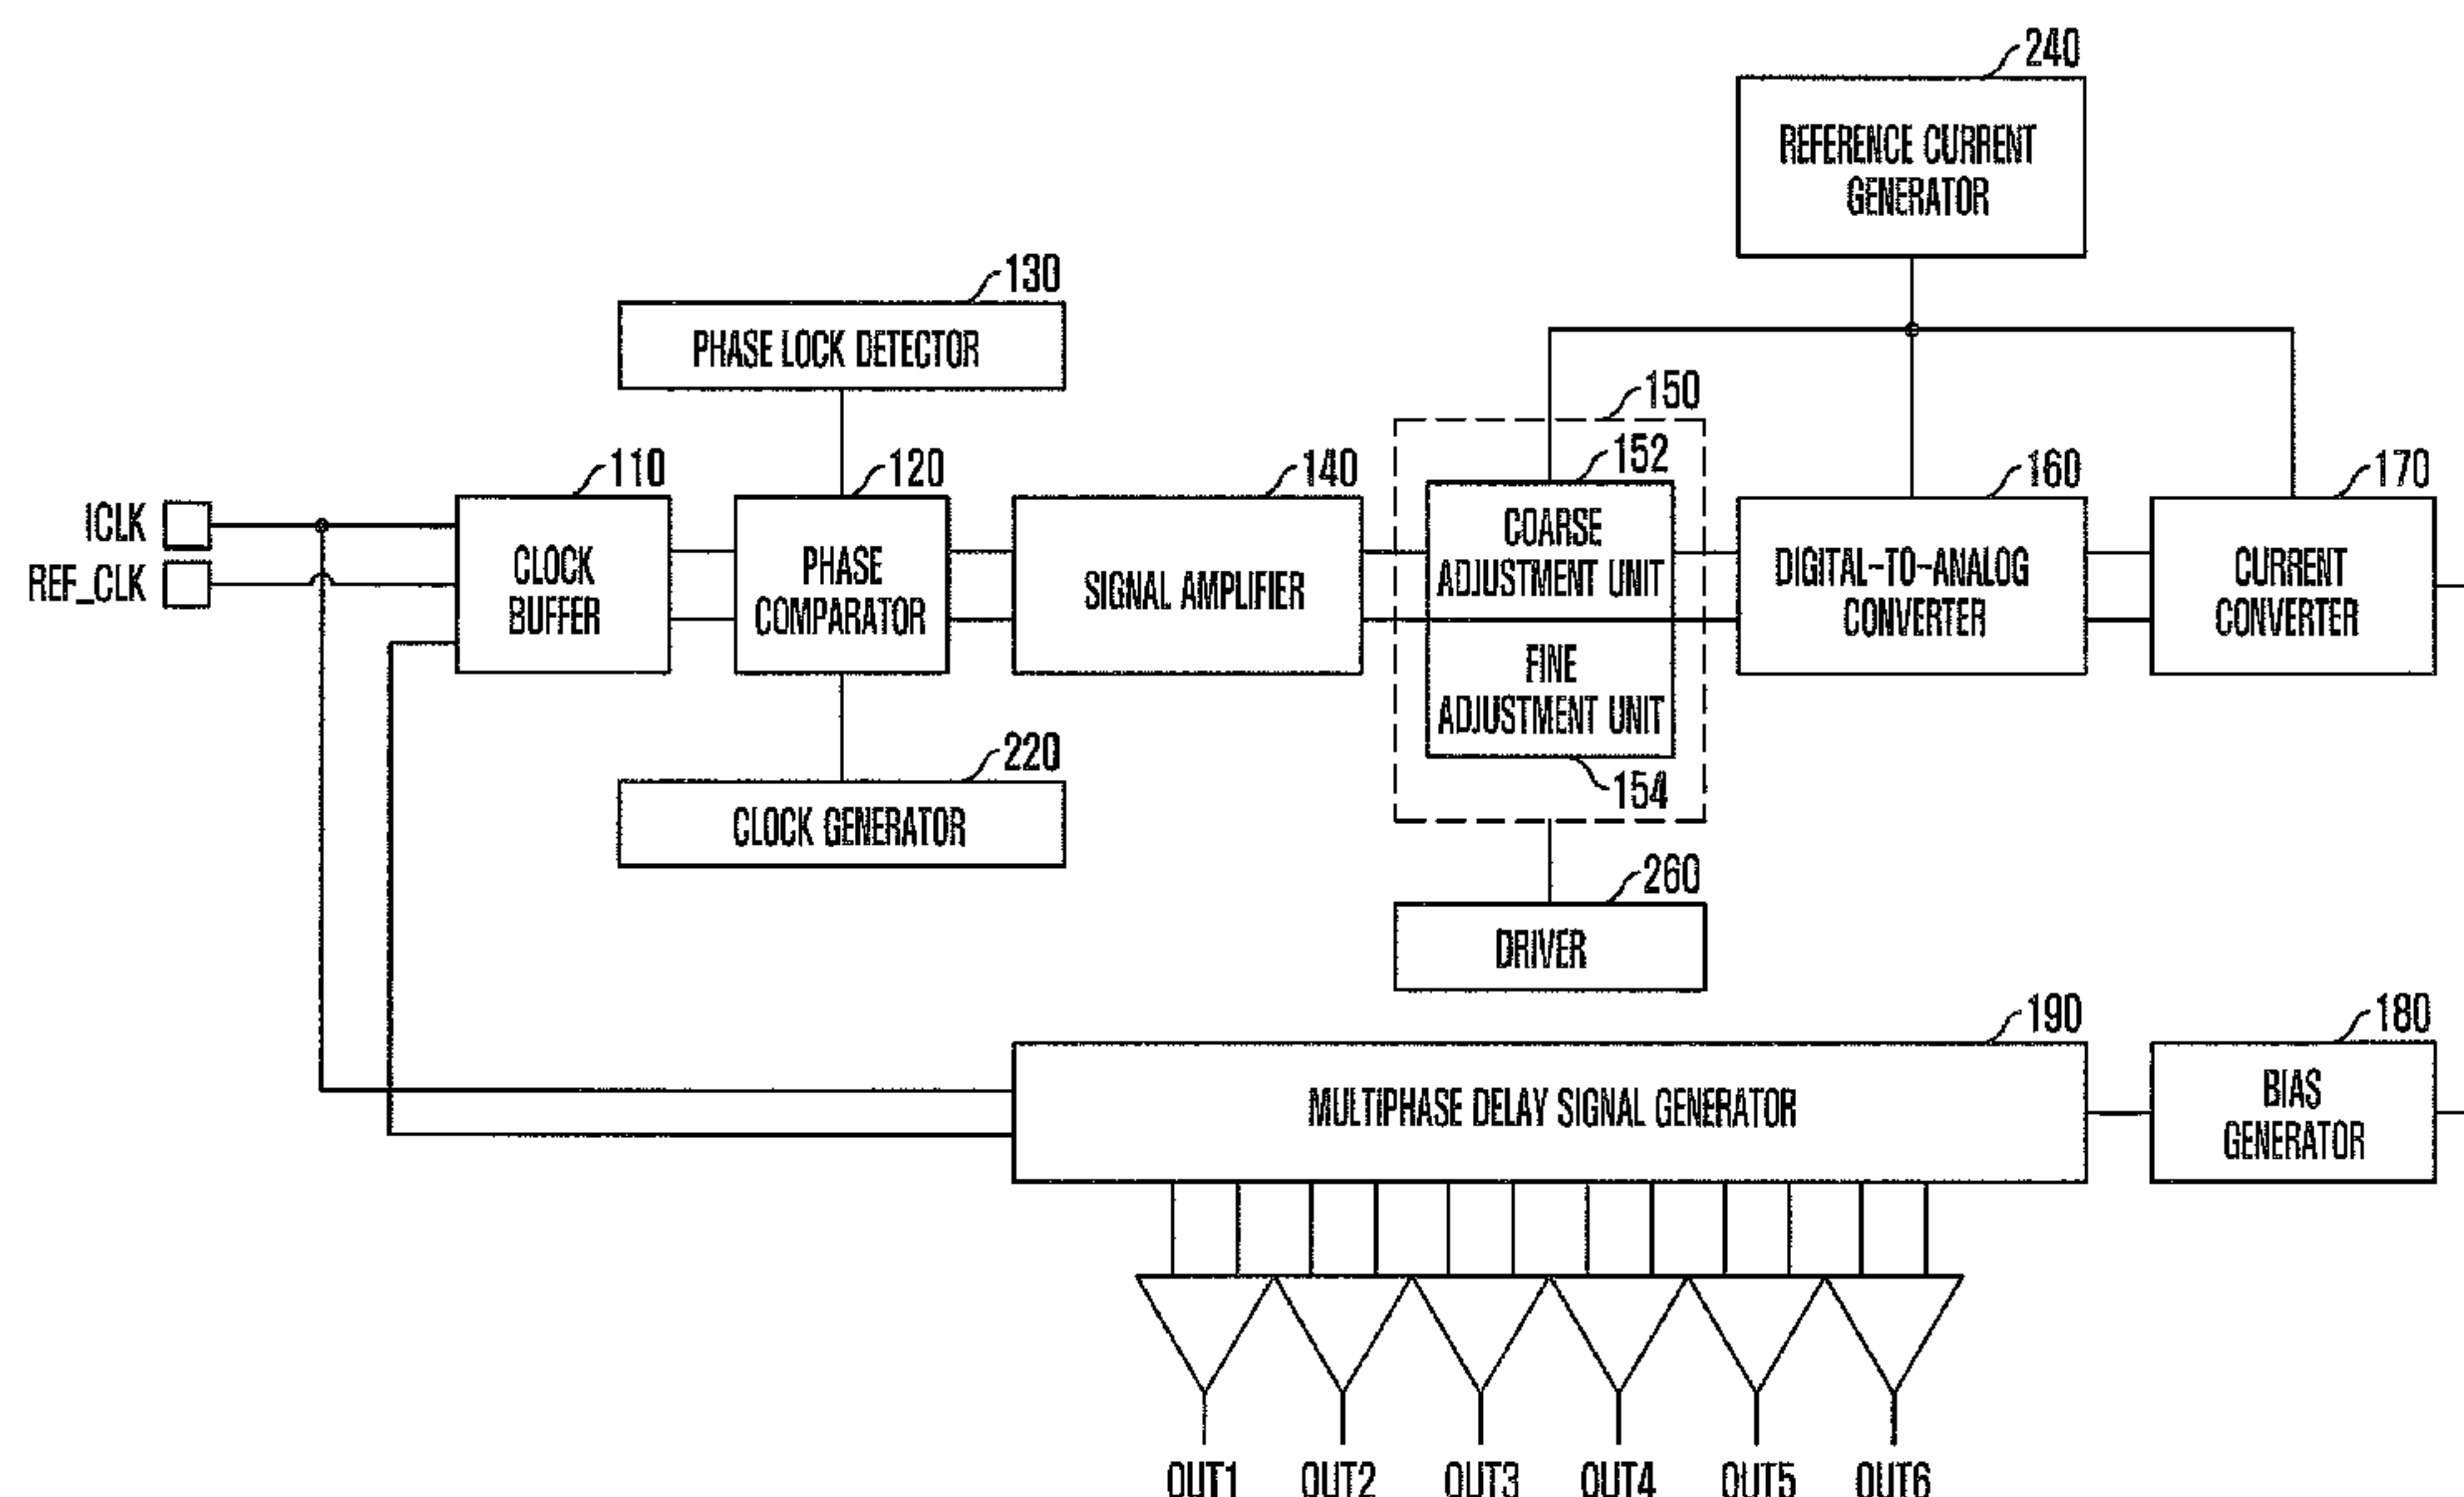 240
REFERENCE CURRENT
GENERATOR
130
PHASE LOCK DETECTOR
150
110
120
140
152
160
170
ICLK
REF_CLK
CLOCK
BUFFER
PHASE
COMPARATOR
SIGNAL AMPLIFIER
COARSE
ADJUSTMENT UNIT
FINE
ADJUSTMENT UNIT
DIGITAL-TO-ANALOG
CONVERTER
CURRENT
CONVERTER
220
154
CLOCK GENERATOR
260
DRIVER
190
180
MULTIPHASE DELAY SIGNAL GENERATOR
BIAS
GENERATOR
OUT1 OUT2 OUT3 OUT4 OUT5 OUT6